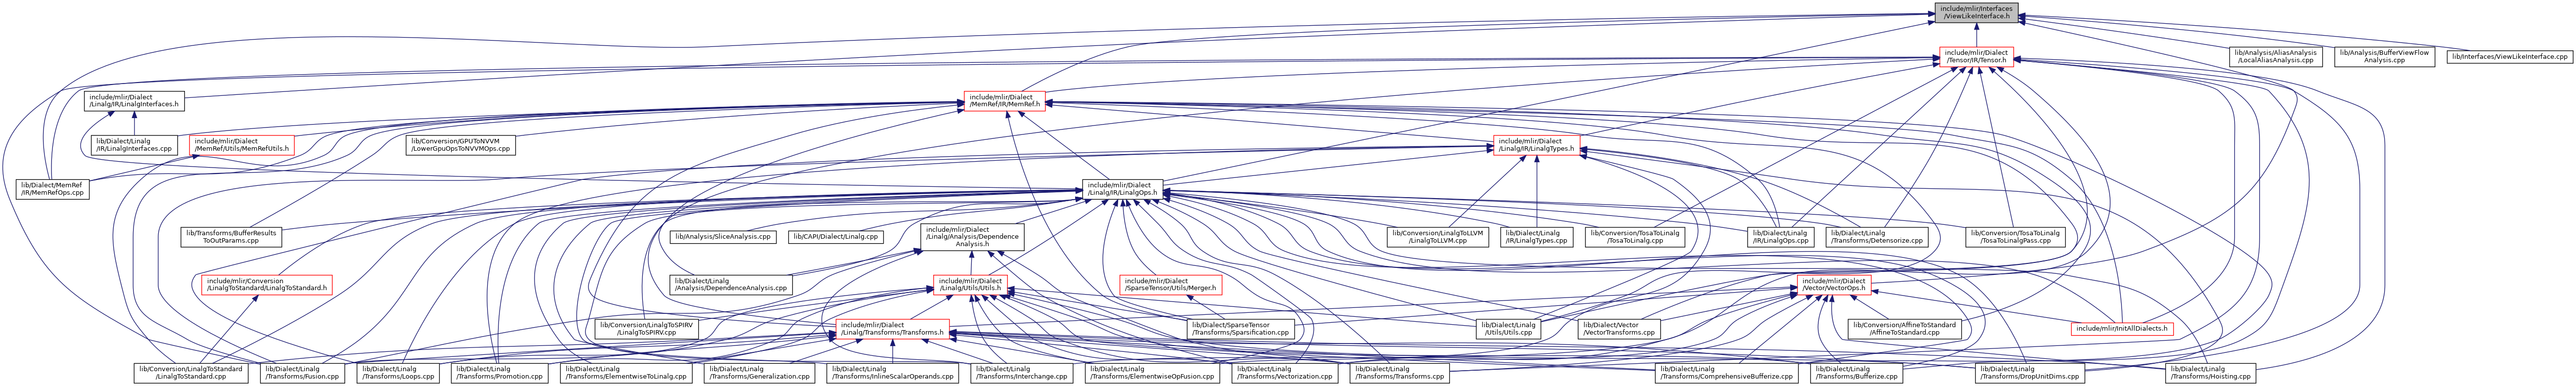 include/mlir/Interfaces
/ViewLikeInterface.h
include/mlir/Dialect
/Tensor/IR/Tensor.h
lib/Analysis/AliasAnalysis
/LocalAliasAnalysis.cpp
lib/Analysis/BufferViewFlow
Analysis.cpp
lib/Interfaces/ViewLikeInterface.cpp
include/mlir/Dialect
/Linalg/IR/LinalgInterfaces.h
include/mlir/Dialect
/MemRef/IR/MemRef.h
lib/Dialect/Linalg
/IR/LinalgInterfaces.cpp
include/mlir/Dialect
/MemRef/Utils/MemRefUtils.h
lib/Conversion/GPUToNVVM
/LowerGpuOpsToNVVMOps.cpp
include/mlir/Dialect
/Linalg/IR/LinalgTypes.h
lib/Dialect/MemRef
/IR/MemRefOps.cpp
include/mlir/Dialect
/Linalg/IR/LinalgOps.h
lib/Transforms/BufferResults
ToOutParams.cpp
lib/Analysis/SliceAnalysis.cpp
lib/CAPI/Dialect/Linalg.cpp
include/mlir/Dialect
/Linalg/Analysis/Dependence
Analysis.h
lib/Conversion/LinalgToLLVM
/LinalgToLLVM.cpp
lib/Dialect/Linalg
/IR/LinalgTypes.cpp
lib/Conversion/TosaToLinalg
/TosaToLinalg.cpp
lib/Dialect/Linalg
/IR/LinalgOps.cpp
lib/Dialect/Linalg
/Transforms/Detensorize.cpp
lib/Conversion/TosaToLinalg
/TosaToLinalgPass.cpp
include/mlir/Conversion
/LinalgToStandard/LinalgToStandard.h
lib/Dialect/Linalg
/Analysis/DependenceAnalysis.cpp
include/mlir/Dialect
/Linalg/Utils/Utils.h
include/mlir/Dialect
/SparseTensor/Utils/Merger.h
include/mlir/Dialect
/Vector/VectorOps.h
lib/Conversion/LinalgToSPIRV
/LinalgToSPIRV.cpp
include/mlir/Dialect
/Linalg/Transforms/Transforms.h
lib/Dialect/SparseTensor
/Transforms/Sparsification.cpp
lib/Dialect/Linalg
/Utils/Utils.cpp
lib/Dialect/Vector
/VectorTransforms.cpp
lib/Conversion/AffineToStandard
/AffineToStandard.cpp
include/mlir/InitAllDialects.h
lib/Conversion/LinalgToStandard
/LinalgToStandard.cpp
lib/Dialect/Linalg
/Transforms/Fusion.cpp
lib/Dialect/Linalg
/Transforms/Loops.cpp
lib/Dialect/Linalg
/Transforms/Promotion.cpp
lib/Dialect/Linalg
/Transforms/ElementwiseToLinalg.cpp
lib/Dialect/Linalg
/Transforms/Generalization.cpp
lib/Dialect/Linalg
/Transforms/InlineScalarOperands.cpp
lib/Dialect/Linalg
/Transforms/Interchange.cpp
lib/Dialect/Linalg
/Transforms/ElementwiseOpFusion.cpp
lib/Dialect/Linalg
/Transforms/Vectorization.cpp
lib/Dialect/Linalg
/Transforms/Transforms.cpp
lib/Dialect/Linalg
/Transforms/ComprehensiveBufferize.cpp
lib/Dialect/Linalg
/Transforms/Bufferize.cpp
lib/Dialect/Linalg
/Transforms/DropUnitDims.cpp
lib/Dialect/Linalg
/Transforms/Hoisting.cpp